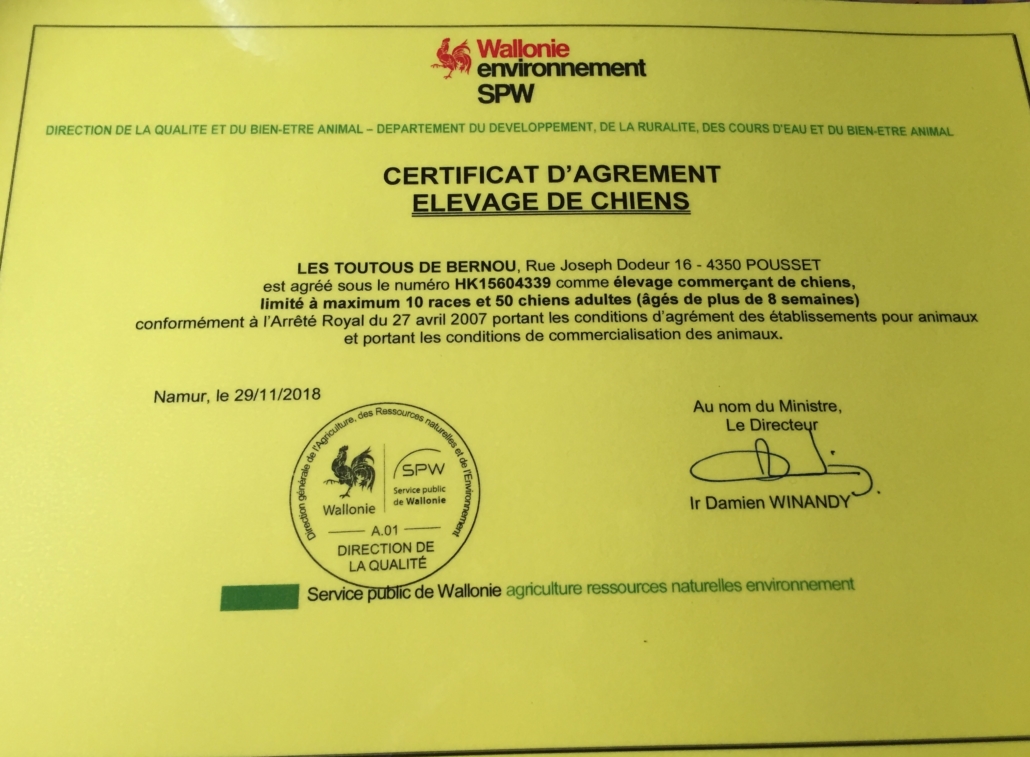 Wallonie
environnement
SPW
DIRECTION DE LA QUALITE ET DU BIEN-ETRE ANIMAL – DEPARTEMENT DU DEVELOPPEMENT, DE LA RURALITE, DES COURS D'EAU ET DU BIEN-ETRE ANIMAL
CERTIFICAT D'AGREMENT
ELEVAGE DE CHIENS
LES TOUTOUS DE BERNOU, Rue Joseph Dodeur 16 - 4350 POUSSET
est agréé sous le numéro HK15604339 comme élevage commerçant de chiens,
limité à maximum 10 races et 50 chiens adultes (âgés de plus de 8 semaines)
conformément à l'Arrêté Royal du 27 avril 2007 portant les conditions d'agrément des établissements pour animaux
et portant les conditions de commercialisation des animaux.
Namur, le 29/11/2018
Au nom du Ministre,
Le Directeur
Ir Damien WINANDY
Direction générale de l'Agriculture, des Ressources naturelles et de l'Environnement
Wallonie
SPW
Service public
de Wallonie
A.01
DIRECTION DE
LA QUALITÉ
Service public de Wallonie agriculture ressources naturelles environnement